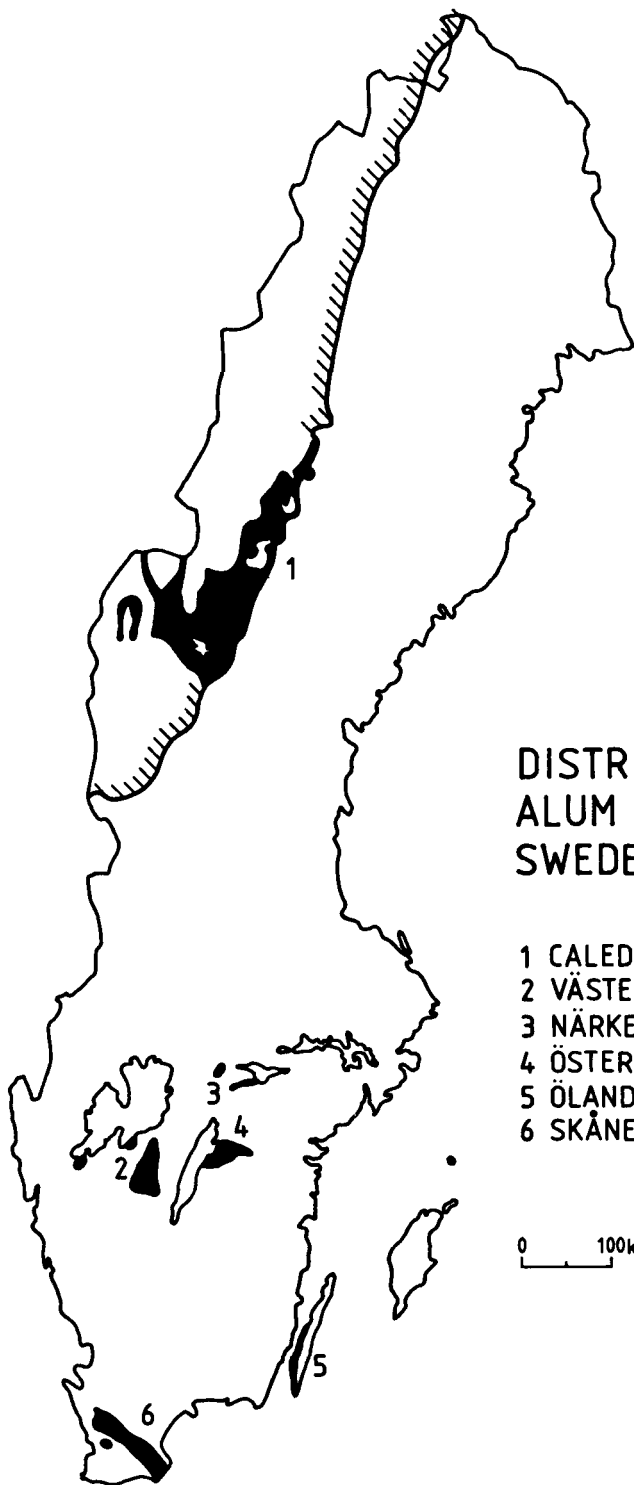 1
3
4
2
5
6
DISTR
ALUM
SWEDE
1 CALED
2 VÄSTE
3 NÄRKE
4 ÖSTER
5 ÖLAND
6 SKÅNE
0 100k